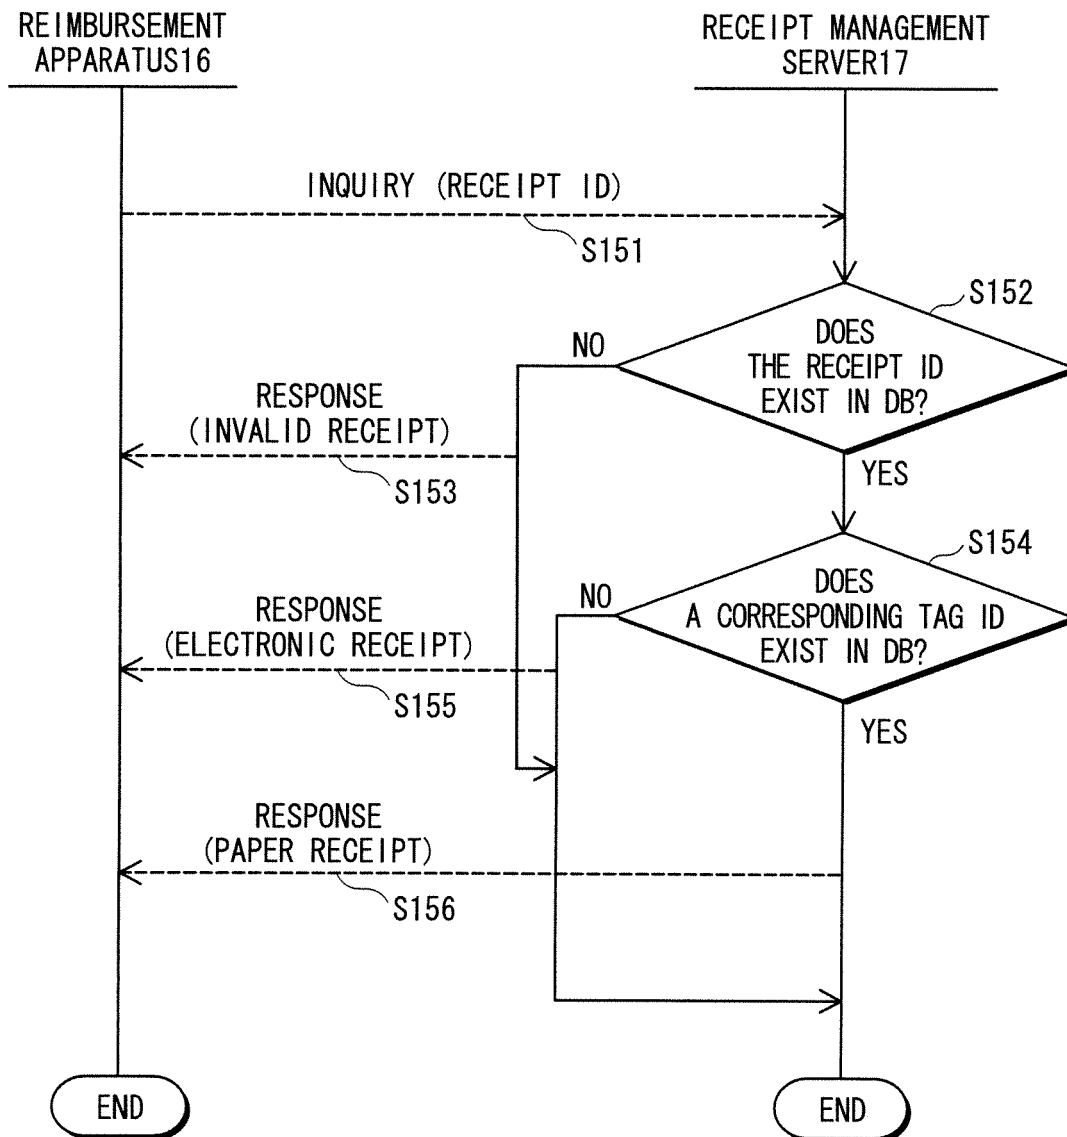 REIMBURSEMENT
APPARATUS16
RECEIPT MANAGEMENT
SERVER17
INQUIRY (RECEIPT ID)
S151
S152
DOES
THE RECEIPT ID
EXIST IN DB?
NO
YES
RESPONSE
(INVALID RECEIPT)
S153
S154
DOES
A CORRESPONDING TAG ID
EXIST IN DB?
NO
YES
RESPONSE
(ELECTRONIC RECEIPT)
S155
RESPONSE
(PAPER RECEIPT)
S156
END
END